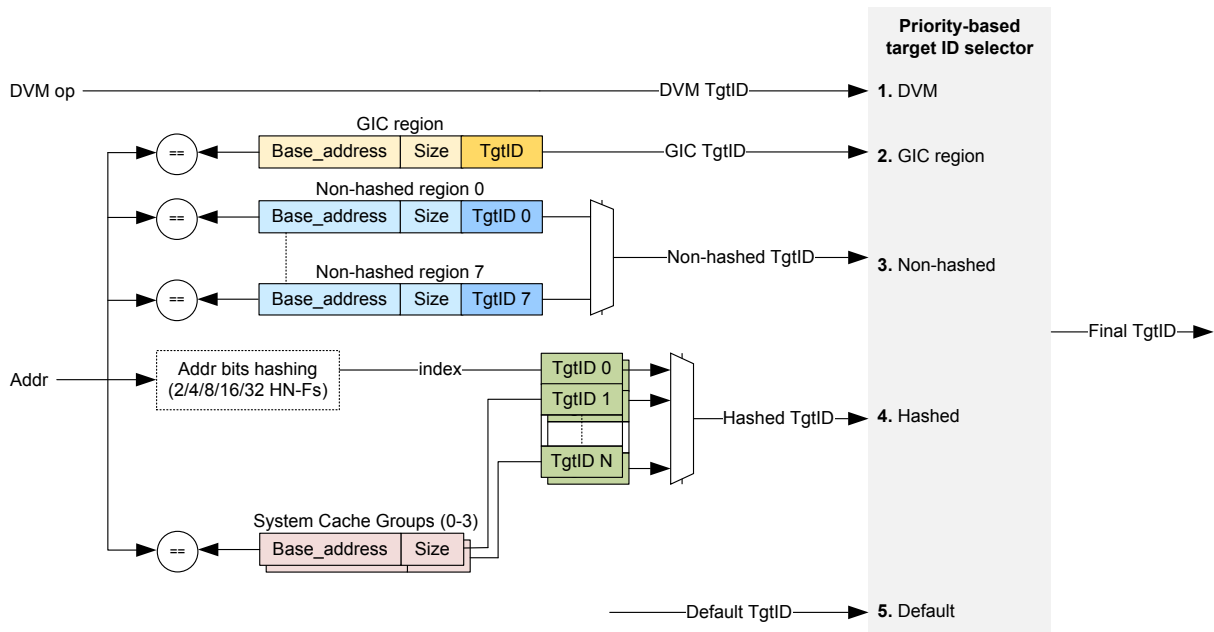 Priority-based
target ID selector
DVM op
DVM TgtID
1. DVM
GIC region
==
Base_address
Size
TgtID
GIC TgtID
2. GIC region
Non-hashed region 0
==
Base_address
Size
TgtID 0
Non-hashed TgtID
3. Non-hashed
Non-hashed region 7
==
Base_address
Size
TgtID 7
Final TgtID
Addr
Addr bits hashing
(2/4/8/16/32 HN-Fs)
index
TgtID 0
TgtID 1
TgtID N
Hashed TgtID
4. Hashed
System Cache Groups (0-3)
==
Base_address
Size
Default TgtID
5. Default